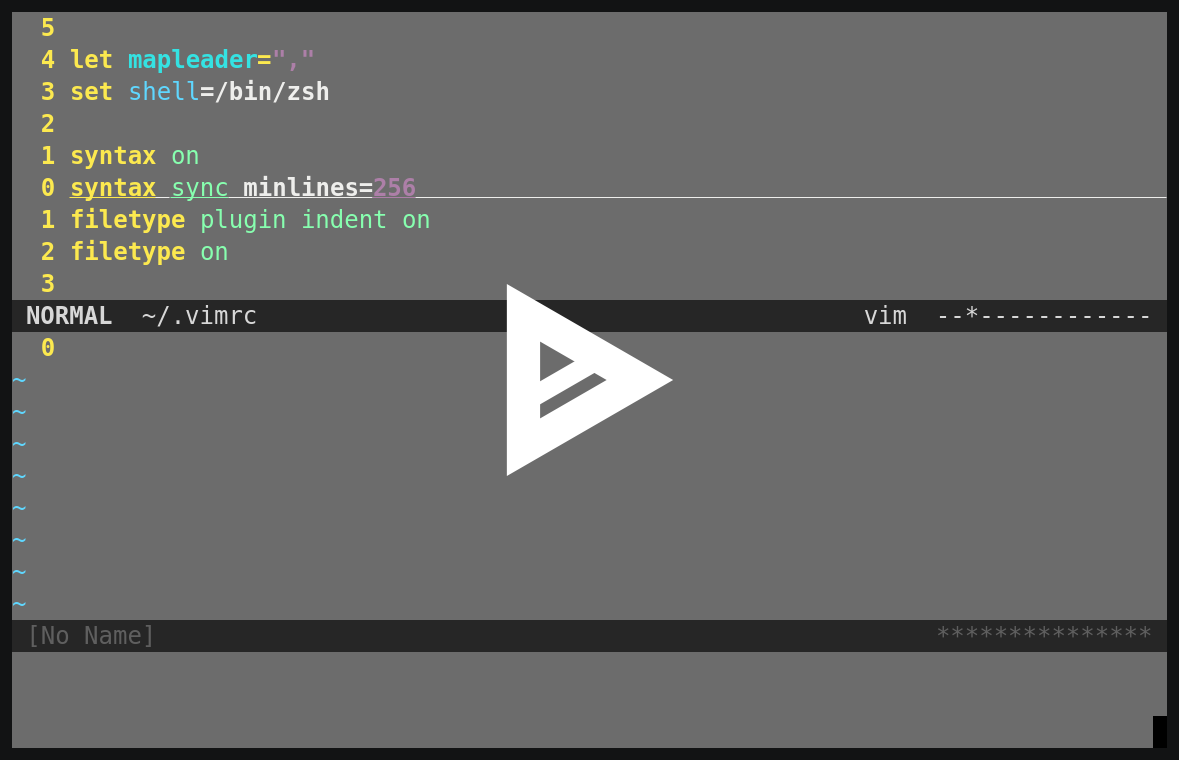 5
4 let mapleader=","
3 set shell=/bin/zsh
2
1 syntax on
0 syntax sync minlines=256
1 filetype plugin indent on
2 filetype on
3
NORMAL  ~/.vimrc  vim  --*------------
0
~
~
~
~
~
~
~
~
[No Name]  ***************